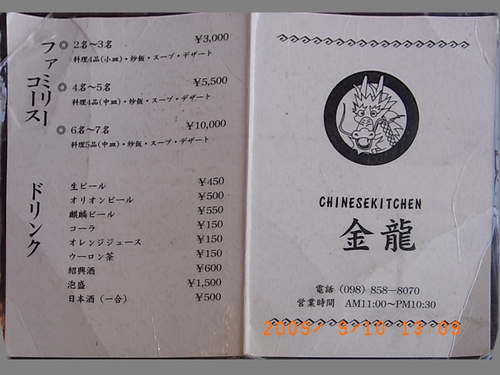 ファミリーコース
◎ 2名〜3名 ¥3,000
料理4品(小皿)・炒飯・スープ・デザート
◎ 4名〜5名 ¥5,500
料理4品(中皿)・炒飯・スープ・デザート
◎ 6名〜7名 ¥10,000
料理5品(中皿)・炒飯・スープ・デザート
ドリンク
生ビール ¥450
オリオンビール ¥500
麒麟ビール ¥550
コーラ ¥150
オレンジジュース ¥150
ウーロン茶 ¥150
紹興酒 ¥600
泡盛 ¥1,500
日本酒(一合) ¥500
CHINESEKITCHEN
金龍
電話 (098) 858-8070
営業時間 AM11:00〜PM10:30
2009/ 9/10 13:09